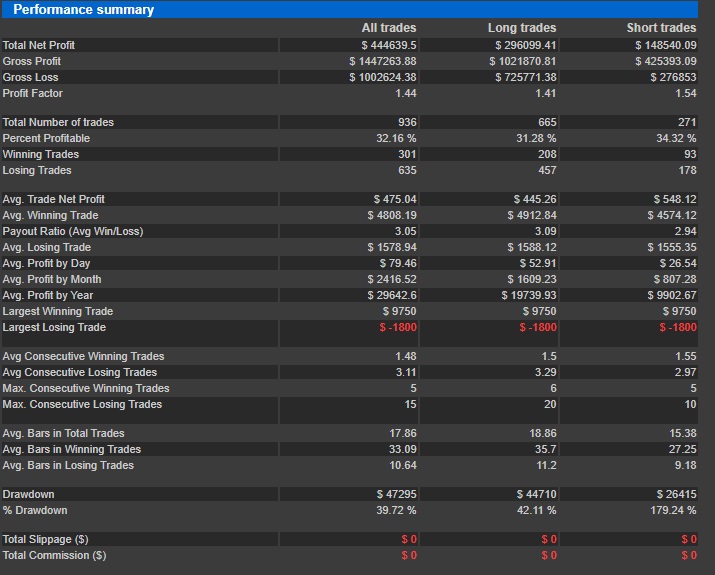 Performance summary
All trades Long trades Short trades
Total Net Profit $ 444639.5 $ 296099.41 $ 148540.09
Gross Profit $ 1447263.88 $ 1021870.81 $ 425393.09
Gross Loss $ 1002624.38 $ 725771.38 $ 276853
Profit Factor 1.44 1.41 1.54
Total Number of trades 936 665 271
Percent Profitable 32.16 % 31.28 % 34.32 %
Winning Trades 301 208 93
Losing Trades 635 457 178
Avg. Trade Net Profit $ 475.04 $ 445.26 $ 548.12
Avg. Winning Trade $ 4808.19 $ 4912.84 $ 4574.12
Payout Ratio (Avg Win/Loss) 3.05 3.09 2.94
Avg. Losing Trade $ 1578.94 $ 1588.12 $ 1555.35
Avg. Profit by Day $ 79.46 $ 52.91 $ 26.54
Avg. Profit by Month $ 2416.52 $ 1609.23 $ 807.28
Avg. Profit by Year $ 29642.6 $ 19739.93 $ 9902.67
Largest Winning Trade $ 9750 $ 9750 $ 9750
Largest Losing Trade $ -1800 $ -1800 $ -1800
Avg Consecutive Winning Trades 1.48 1.5 1.55
Avg Consecutive Losing Trades 3.11 3.29 2.97
Max. Consecutive Winning Trades 5 6 5
Max. Consecutive Losing Trades 15 20 10
Avg. Bars in Total Trades 17.86 18.86 15.38
Avg. Bars in Winning Trades 33.09 35.7 27.25
Avg. Bars in Losing Trades 10.64 11.2 9.18
Drawdown $ 47295 $ 44710 $ 26415
% Drawdown 39.72 % 42.11 % 179.24 %
Total Slippage ($) $ 0 $ 0 $ 0
Total Commission ($) $ 0 $ 0 $ 0